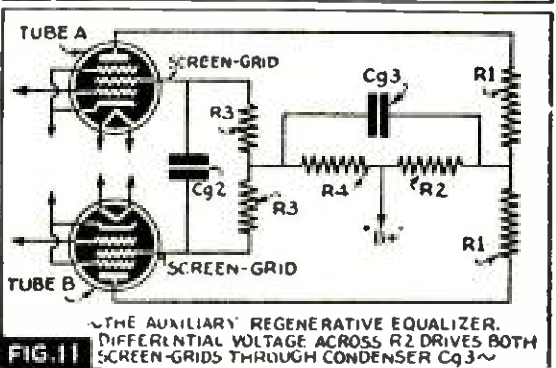 TUBE A
SCREEN-GRID
Cg3
R1
R3
Cg2
R4
R2
R3
"B+"
R1
SCREEN-GRID
TUBE B
~THE AUXILIARY REGENERATIVE EQUALIZER.
DIFFERENTIAL VOLTAGE ACROSS R2 DRIVES BOTH
FIG.11 SCREEN-GRIDS THROUGH CONDENSER Cg3~